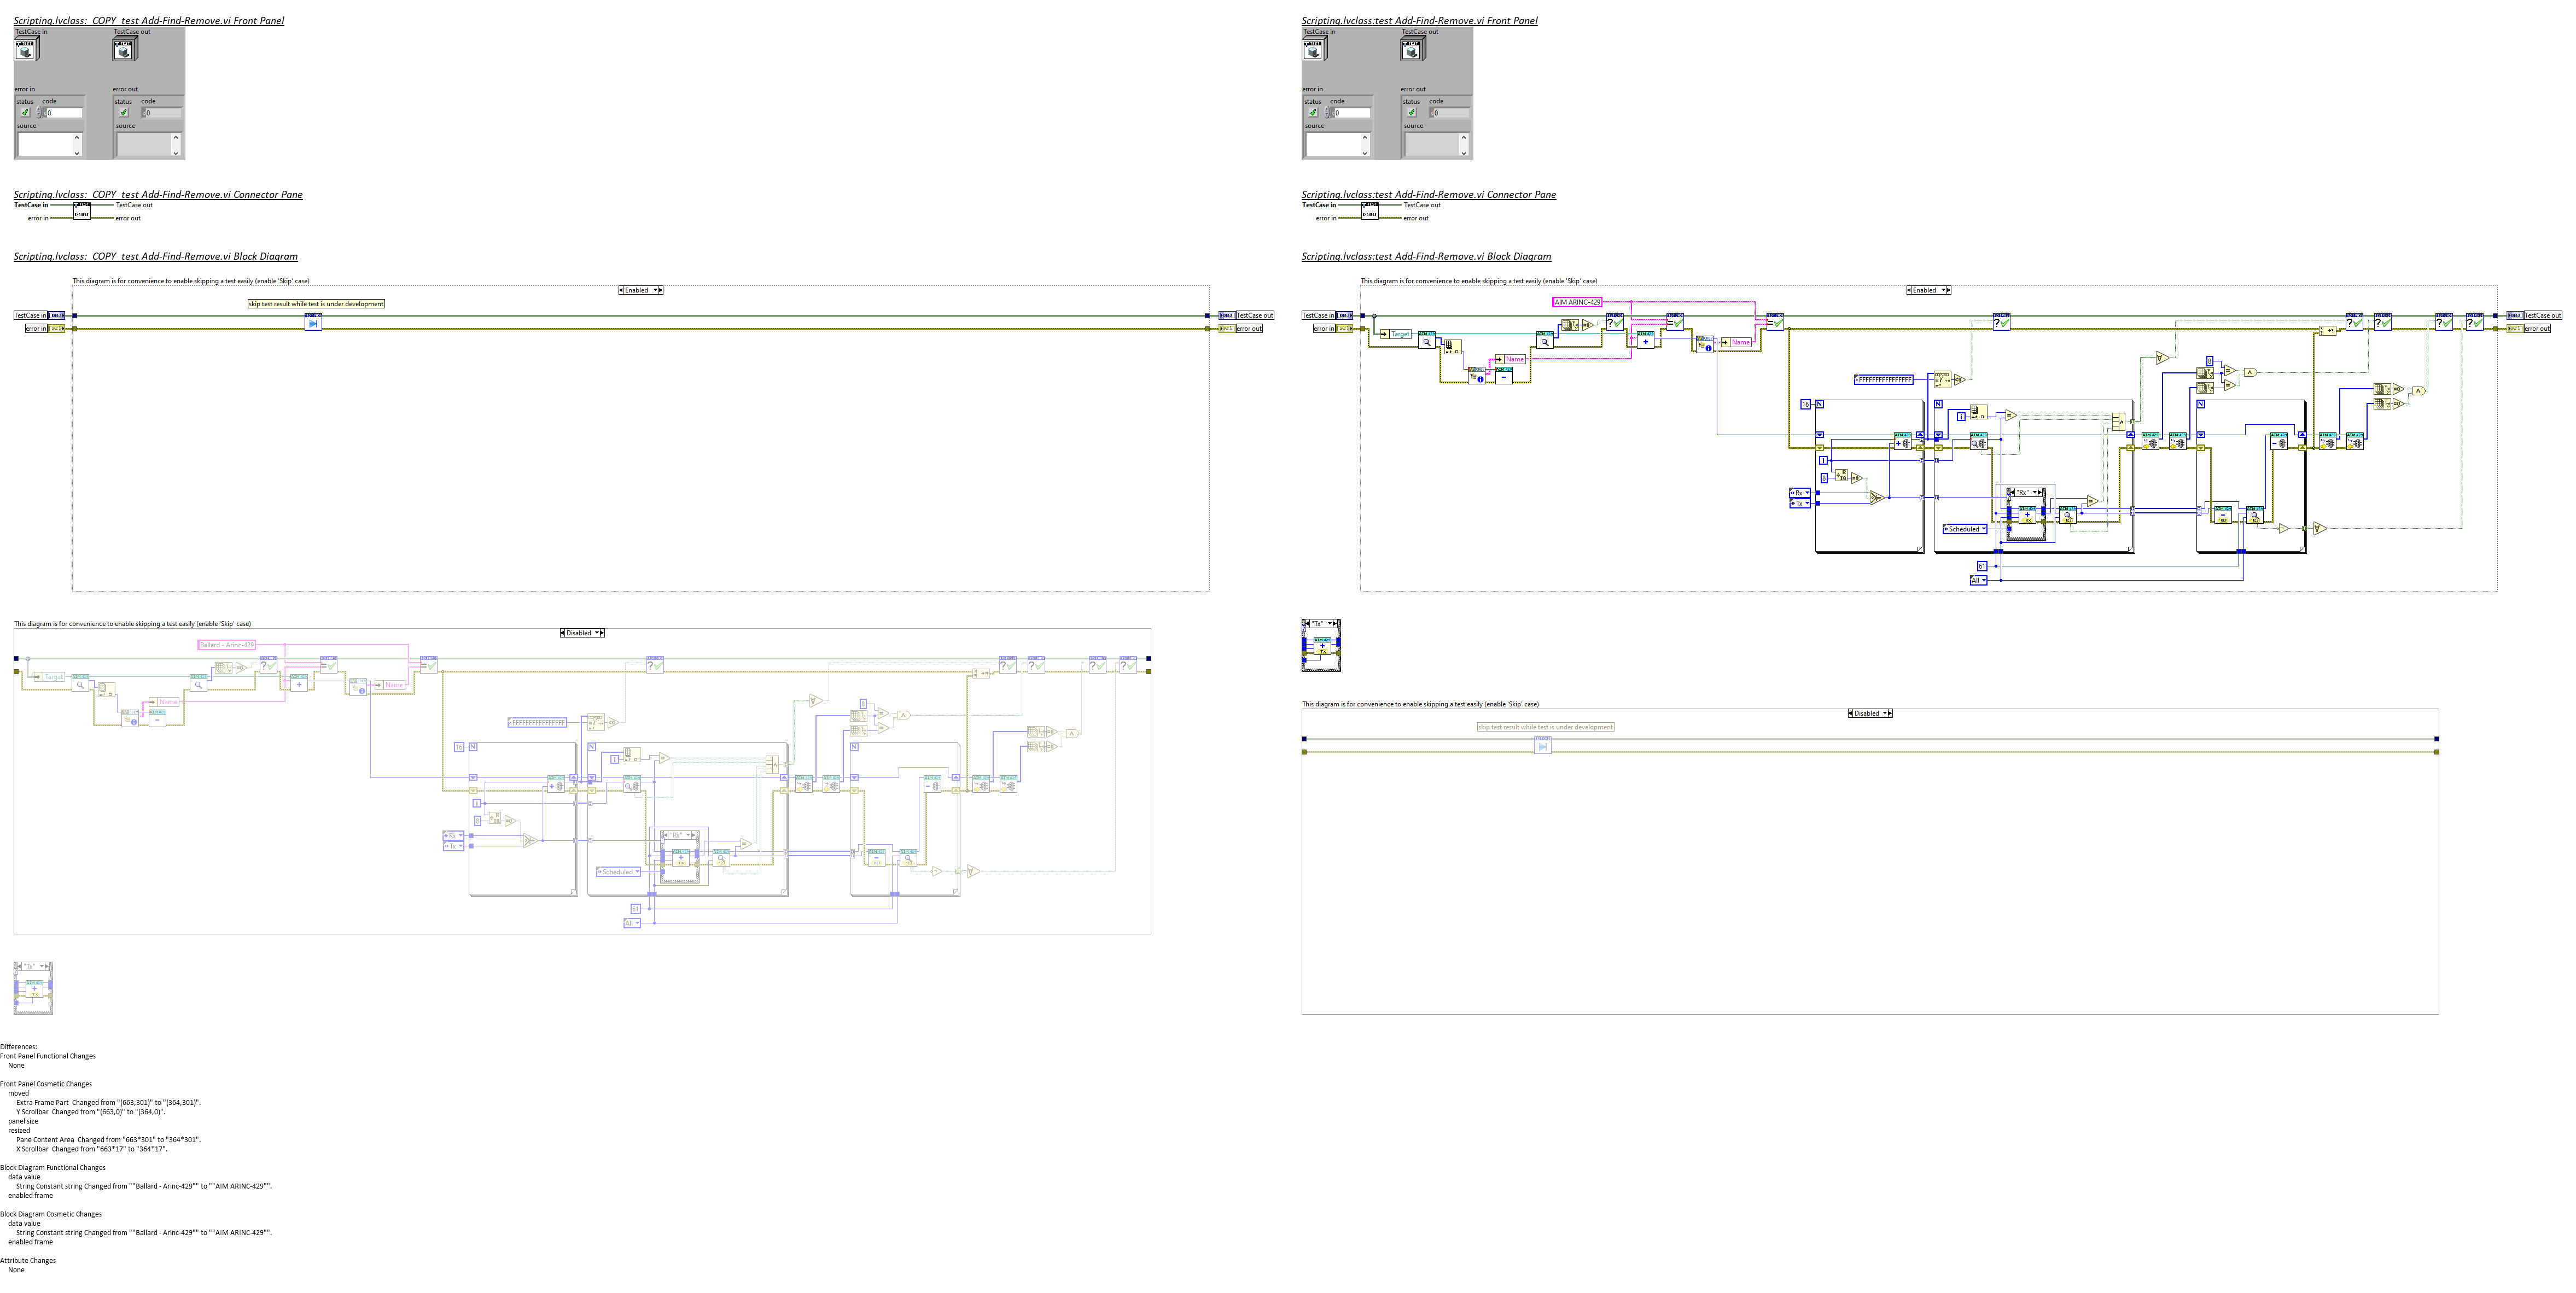 Scripting.lvclass:_COPY_test Add-Find-Remove.vi Front Panel
TestCase in
TestCase out
error in
error out
status
code
status
code
0
0
source
source
Scripting.lvclass:_COPY_test Add-Find-Remove.vi Connector Pane
TestCase in
TEST
TestCase out
error in
error out
Scripting.lvclass:_COPY_test Add-Find-Remove.vi Block Diagram
This diagram is for convenience to enable skipping a test easily (enable 'Skip' case)
Enabled
skip test result while test is under development
TestCase in
OBJ
OBJ
TestCase out
error in
error out
This diagram is for convenience to enable skipping a test easily (enable 'Skip' case)
Disabled
Ballard - Arinc-429
Target
Name
Name
FFFFFFFFFFFFFFFF
8
16
N
N
N
i
i
8
Rx
Tx
"Rx"
Scheduled
61
All
"Tx"
Differences:
Front Panel Functional Changes
None
Front Panel Cosmetic Changes
moved
Extra Frame Part  Changed from "(663,301)" to "(364,301)".
Y Scrollbar  Changed from "(663,0)" to "(364,0)".
panel size
resized
Pane Content Area  Changed from "663*301" to "364*301".
X Scrollbar  Changed from "663*17" to "364*17".
Block Diagram Functional Changes
data value
String Constant string Changed from ""Ballard - Arinc-429"" to ""AIM ARINC-429"".
enabled frame
Block Diagram Cosmetic Changes
data value
String Constant string Changed from ""Ballard - Arinc-429"" to ""AIM ARINC-429"".
enabled frame
Attribute Changes
None
Scripting.lvclass:test Add-Find-Remove.vi Front Panel
TestCase in
TestCase out
error in
error out
status
code
status
code
0
0
source
source
Scripting.lvclass:test Add-Find-Remove.vi Connector Pane
TestCase in
TEST
TestCase out
error in
error out
Scripting.lvclass:test Add-Find-Remove.vi Block Diagram
This diagram is for convenience to enable skipping a test easily (enable 'Skip' case)
Enabled
AIM ARINC-429
TestCase in
OBJ
OBJ
TestCase out
error in
error out
Target
Name
Name
8
FFFFFFFFFFFFFFFF
16
N
N
N
i
i
8
Rx
Tx
"Rx"
Scheduled
61
All
"Tx"
This diagram is for convenience to enable skipping a test easily (enable 'Skip' case)
Disabled
skip test result while test is under development